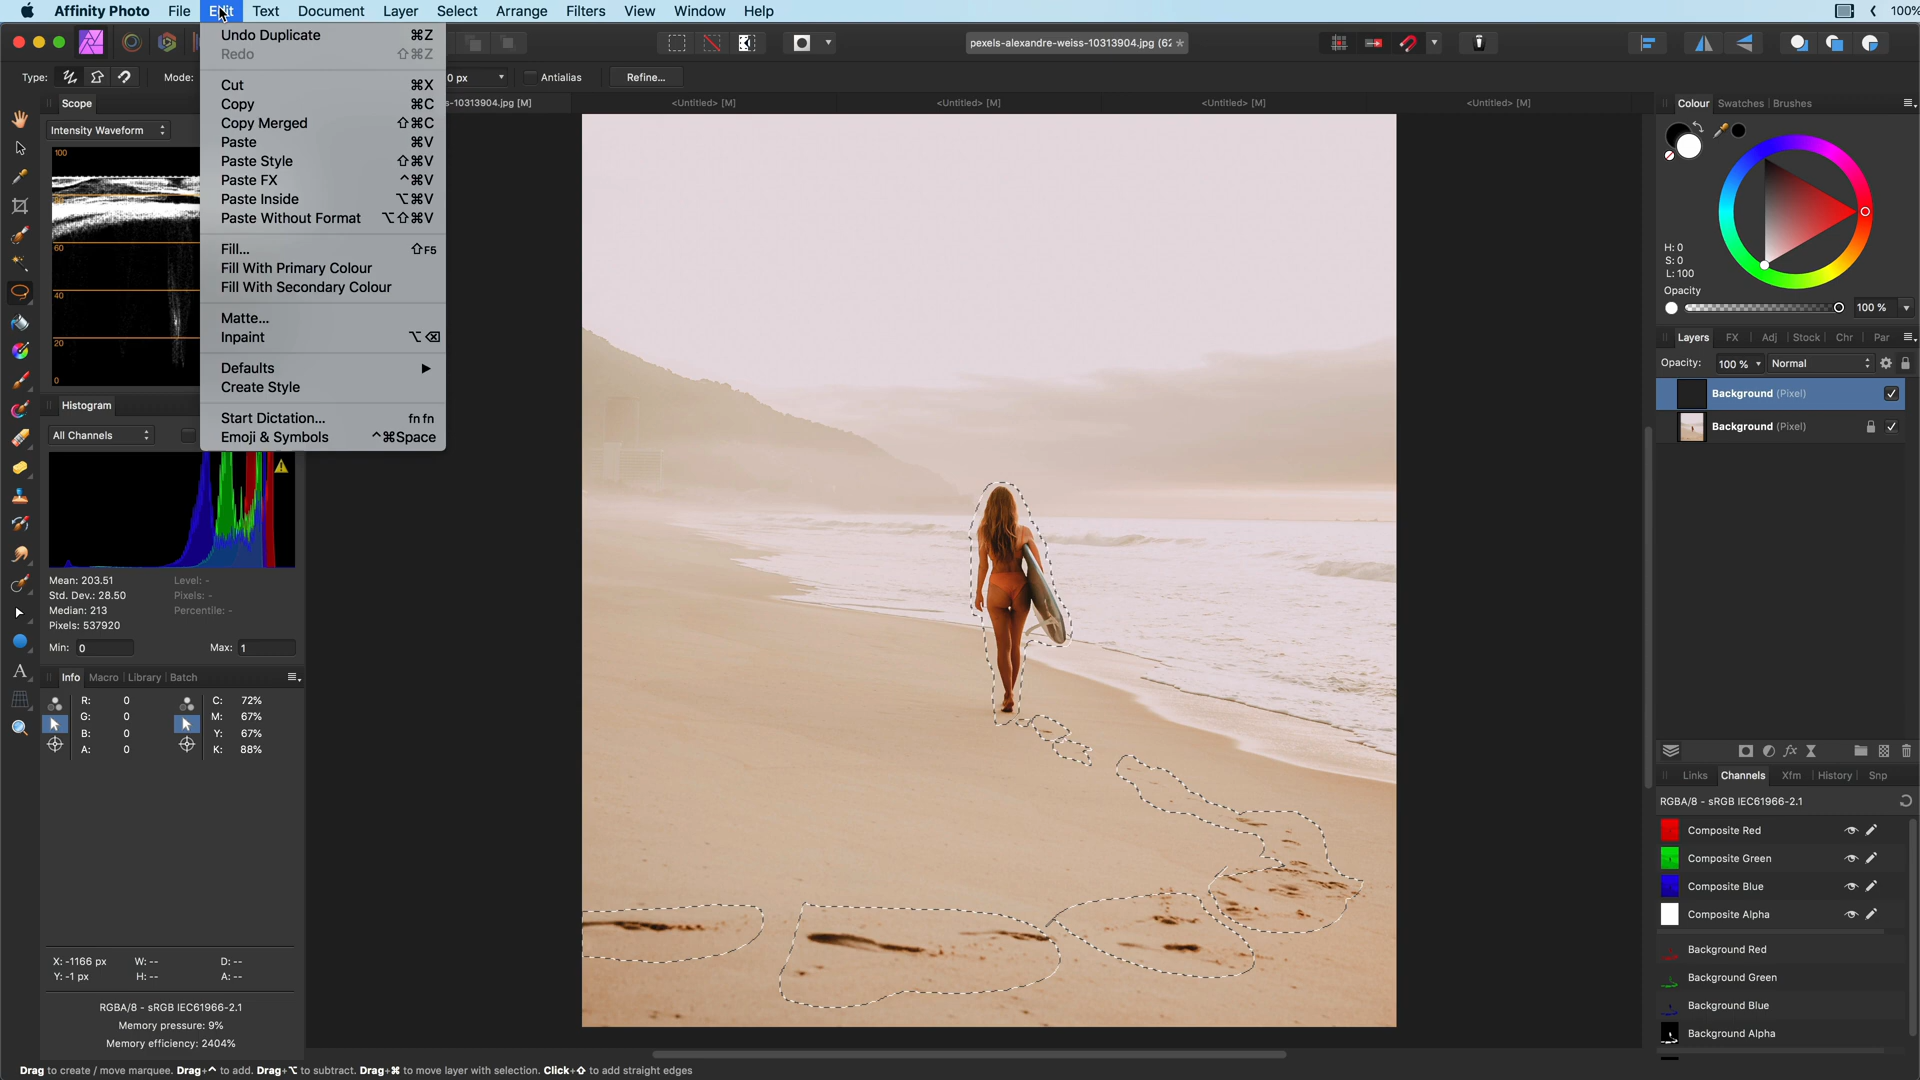 Affinity Photo File Edit Text Document Layer Select Arrange Filters View Window Help 100%
pexels-alexandre-weiss-10313904.jpg (62
Type: Mode: 0 px Antialias Refine...
Undo Duplicate ⌘Z
Redo ⇧⌘Z
Cut ⌘X
Copy ⌘C
Copy Merged ⇧⌘C
Paste ⌘V
Paste Style ⇧⌘V
Paste FX ^⌘V
Paste Inside ⌥⌘V
Paste Without Format ⌥⇧⌘V
Fill... ⇧F5
Fill With Primary Colour
Fill With Secondary Colour
Matte...
Inpaint ⌥⌫
Defaults
Create Style
Start Dictation... fn fn
Emoji & Symbols ^⌘Space
s-10313904.jpg [M] <Untitled> [M] <Untitled> [M] <Untitled> [M] <Untitled> [M]
Scope
Intensity Waveform
100
60
40
20
0
Histogram
All Channels
Mean: 203.51 Level: -
Std. Dev.: 28.50 Pixels: -
Median: 213 Percentile: -
Pixels: 537920
Min: 0 Max: 1
Info Macro Library Batch
R: 0 C: 72%
G: 0 M: 67%
B: 0 Y: 67%
A: 0 K: 88%
X: -1166 px W: -- D: --
Y: -1 px H: -- A: --
RGBA/8 - sRGB IEC61966-2.1
Memory pressure: 9%
Memory efficiency: 2404%
Colour Swatches Brushes
H: 0
S: 0
L: 100
Opacity
100 %
Layers FX Adj Stock Chr Par
Opacity: 100 % Normal
Background (Pixel)
Background (Pixel)
Links Channels Xfm History Snp
RGBA/8 - sRGB IEC61966-2.1
Composite Red
Composite Green
Composite Blue
Composite Alpha
Background Red
Background Green
Background Blue
Background Alpha
Drag to create / move marquee. Drag+^ to add. Drag+⌥ to subtract. Drag+⌘ to move layer with selection. Click+⇧ to add straight edges